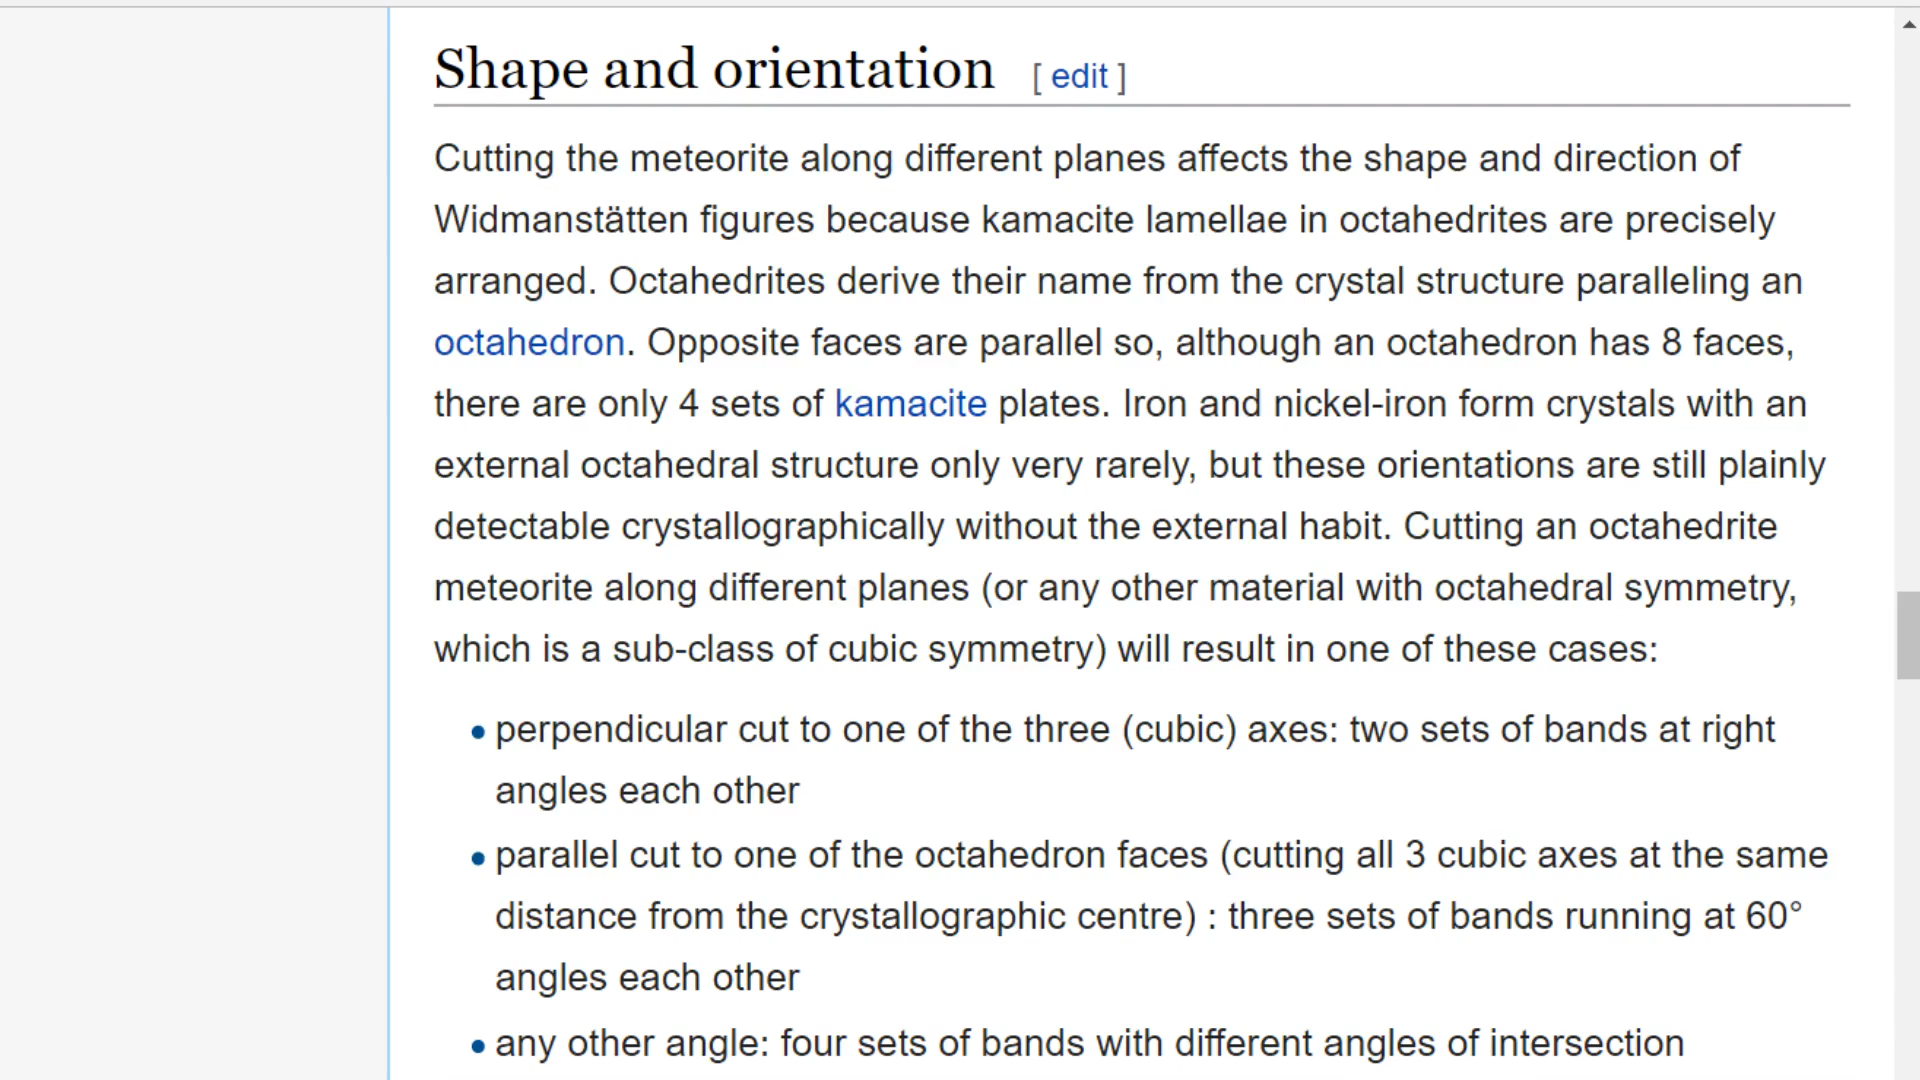 Shape and orientation [ edit ]
Cutting the meteorite along different planes affects the shape and direction of
Widmanstätten figures because kamacite lamellae in octahedrites are precisely
arranged. Octahedrites derive their name from the crystal structure paralleling an
octahedron. Opposite faces are parallel so, although an octahedron has 8 faces,
there are only 4 sets of kamacite plates. Iron and nickel-iron form crystals with an
external octahedral structure only very rarely, but these orientations are still plainly
detectable crystallographically without the external habit. Cutting an octahedrite
meteorite along different planes (or any other material with octahedral symmetry,
which is a sub-class of cubic symmetry) will result in one of these cases:
• perpendicular cut to one of the three (cubic) axes: two sets of bands at right
angles each other
• parallel cut to one of the octahedron faces (cutting all 3 cubic axes at the same
distance from the crystallographic centre) : three sets of bands running at 60°
angles each other
• any other angle: four sets of bands with different angles of intersection